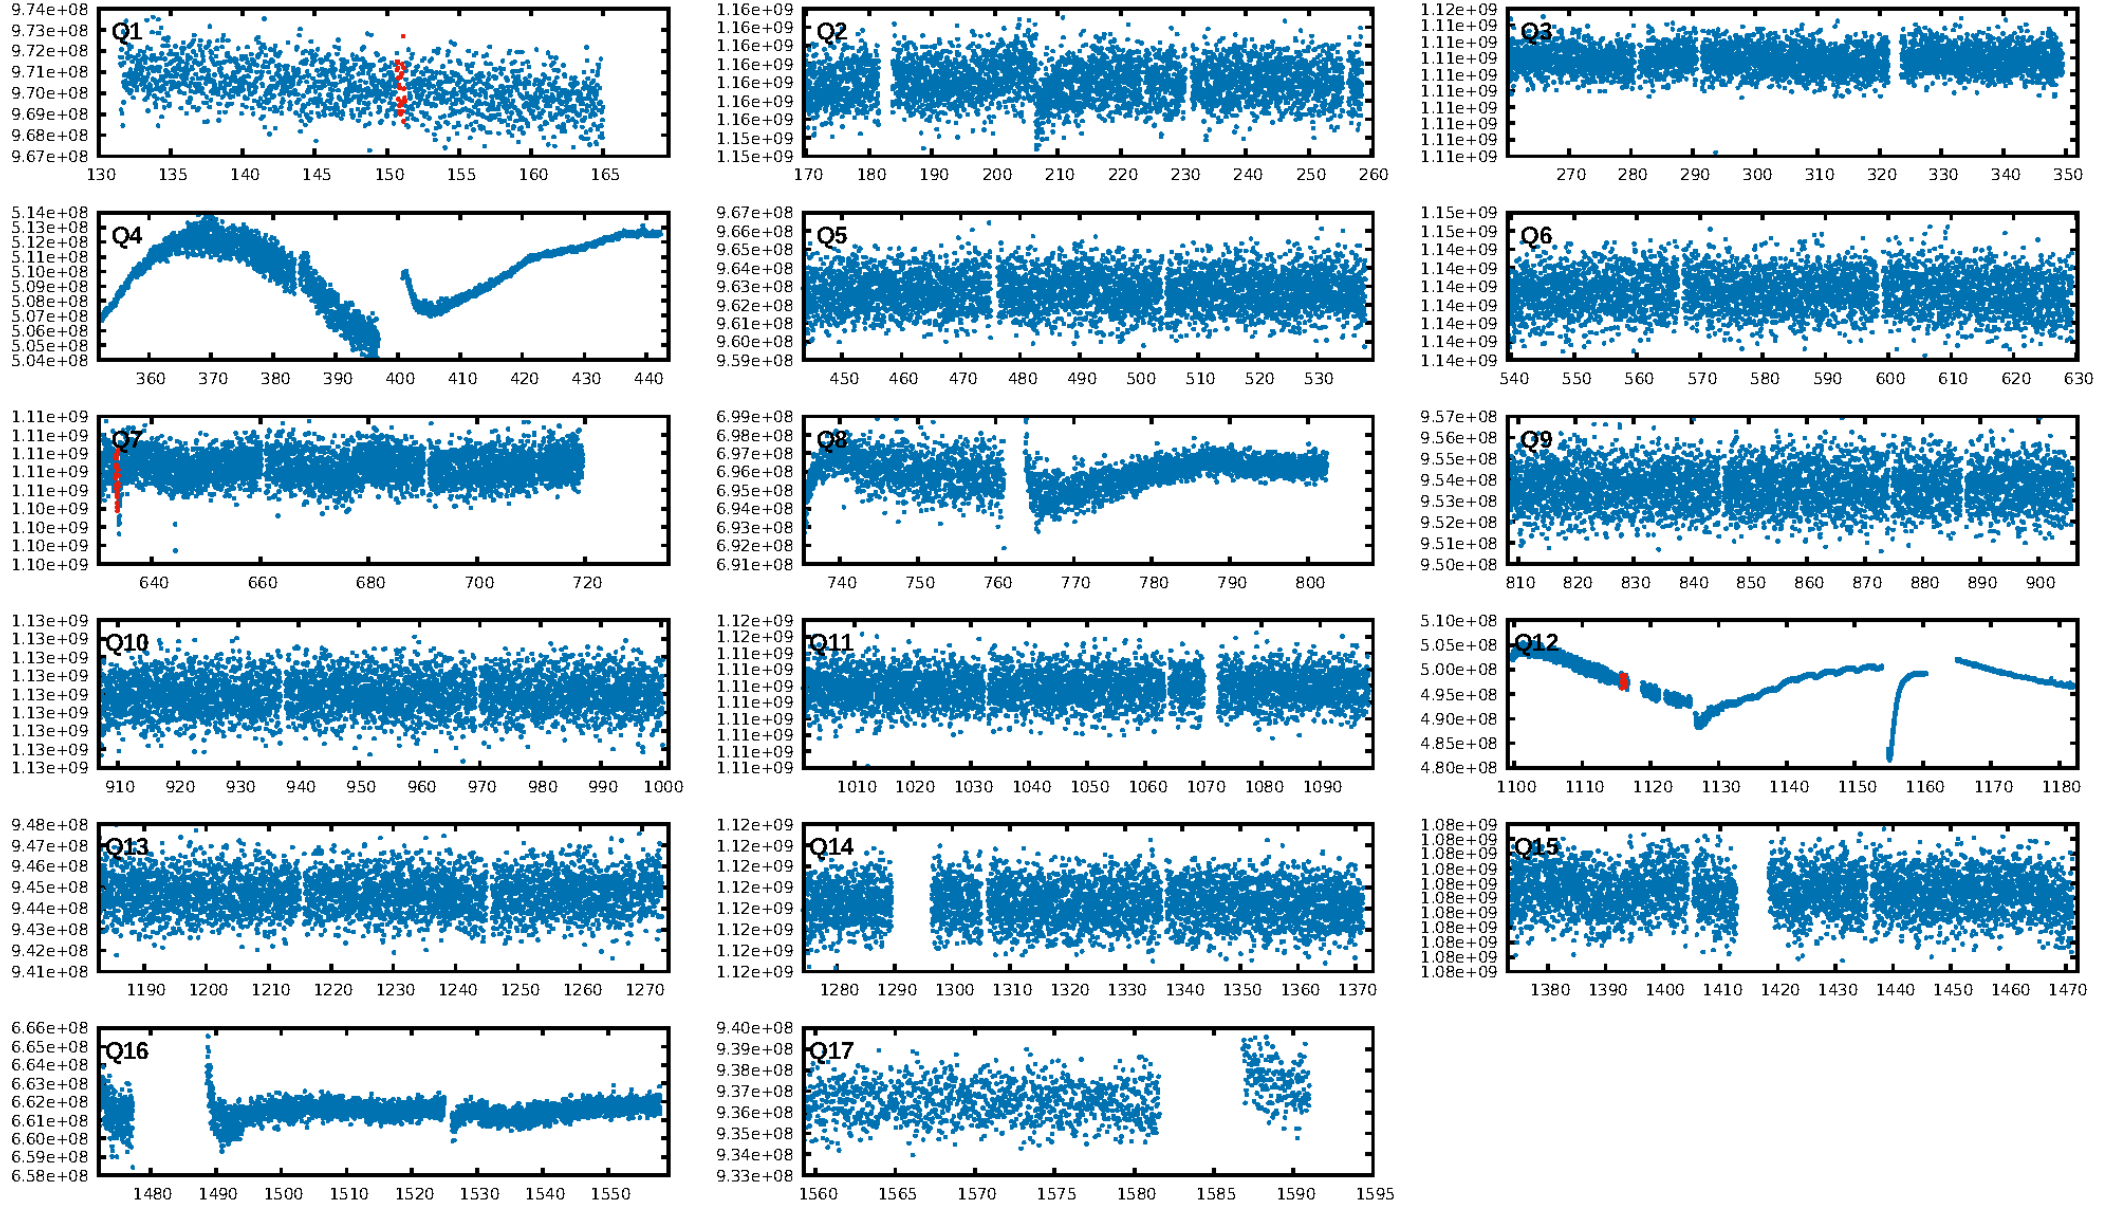 9.74e+08 9.73e+08 9.72e+08 9.71e+08 9.70e+08 9.69e+08 9.68e+08 9.67e+08
Q1
130 135 140 145 150 155 160 165
1.16e+09 1.16e+09 1.16e+09 1.16e+09 1.16e+09 1.16e+09 1.15e+09 1.15e+09
Q2
170 180 190 200 210 220 230 240 250 260
1.12e+09 1.11e+09 1.11e+09 1.11e+09 1.11e+09 1.11e+09 1.11e+09 1.11e+09 1.11e+09
Q3
270 280 290 300 310 320 330 340 350
5.14e+08 5.13e+08 5.12e+08 5.11e+08 5.10e+08 5.09e+08 5.08e+08 5.07e+08 5.06e+08 5.05e+08 5.04e+08
Q4
360 370 380 390 400 410 420 430 440
9.67e+08 9.66e+08 9.65e+08 9.64e+08 9.63e+08 9.62e+08 9.61e+08 9.60e+08 9.59e+08
Q5
450 460 470 480 490 500 510 520 530
1.15e+09 1.15e+09 1.14e+09 1.14e+09 1.14e+09 1.14e+09 1.14e+09 1.14e+09 1.14e+09
Q6
540 550 560 570 580 590 600 610 620 630
1.11e+09 1.11e+09 1.11e+09 1.11e+09 1.11e+09 1.10e+09 1.10e+09 1.10e+09 1.10e+09
Q7
640 660 680 700 720
6.99e+08 6.98e+08 6.97e+08 6.96e+08 6.95e+08 6.94e+08 6.93e+08 6.92e+08 6.91e+08
Q8
740 750 760 770 780 790 800
9.57e+08 9.56e+08 9.55e+08 9.54e+08 9.53e+08 9.52e+08 9.51e+08 9.50e+08
Q9
810 820 830 840 850 860 870 880 890 900
1.13e+09 1.13e+09 1.13e+09 1.13e+09 1.13e+09 1.13e+09 1.13e+09 1.13e+09 1.13e+09
Q10
910 920 930 940 950 960 970 980 990 1000
1.12e+09 1.12e+09 1.11e+09 1.11e+09 1.11e+09 1.11e+09 1.11e+09 1.11e+09 1.11e+09 1.11e+09
Q11
1010 1020 1030 1040 1050 1060 1070 1080 1090
5.10e+08 5.05e+08 5.00e+08 4.95e+08 4.90e+08 4.85e+08 4.80e+08
Q12
1100 1110 1120 1130 1140 1150 1160 1170 1180
9.48e+08 9.47e+08 9.46e+08 9.45e+08 9.44e+08 9.43e+08 9.42e+08 9.41e+08
Q13
1190 1200 1210 1220 1230 1240 1250 1260 1270
1.12e+09 1.12e+09 1.12e+09 1.12e+09 1.12e+09 1.12e+09 1.12e+09 1.12e+09
Q14
1280 1290 1300 1310 1320 1330 1340 1350 1360 1370
1.08e+09 1.08e+09 1.08e+09 1.08e+09 1.08e+09 1.08e+09 1.08e+09 1.08e+09 1.08e+09 1.08e+09 1.08e+09
Q15
1380 1390 1400 1410 1420 1430 1440 1450 1460 1470
6.66e+08 6.65e+08 6.64e+08 6.63e+08 6.62e+08 6.61e+08 6.60e+08 6.59e+08 6.58e+08
Q16
1480 1490 1500 1510 1520 1530 1540 1550
9.40e+08 9.39e+08 9.38e+08 9.37e+08 9.36e+08 9.35e+08 9.34e+08 9.33e+08
Q17
1560 1565 1570 1575 1580 1585 1590 1595